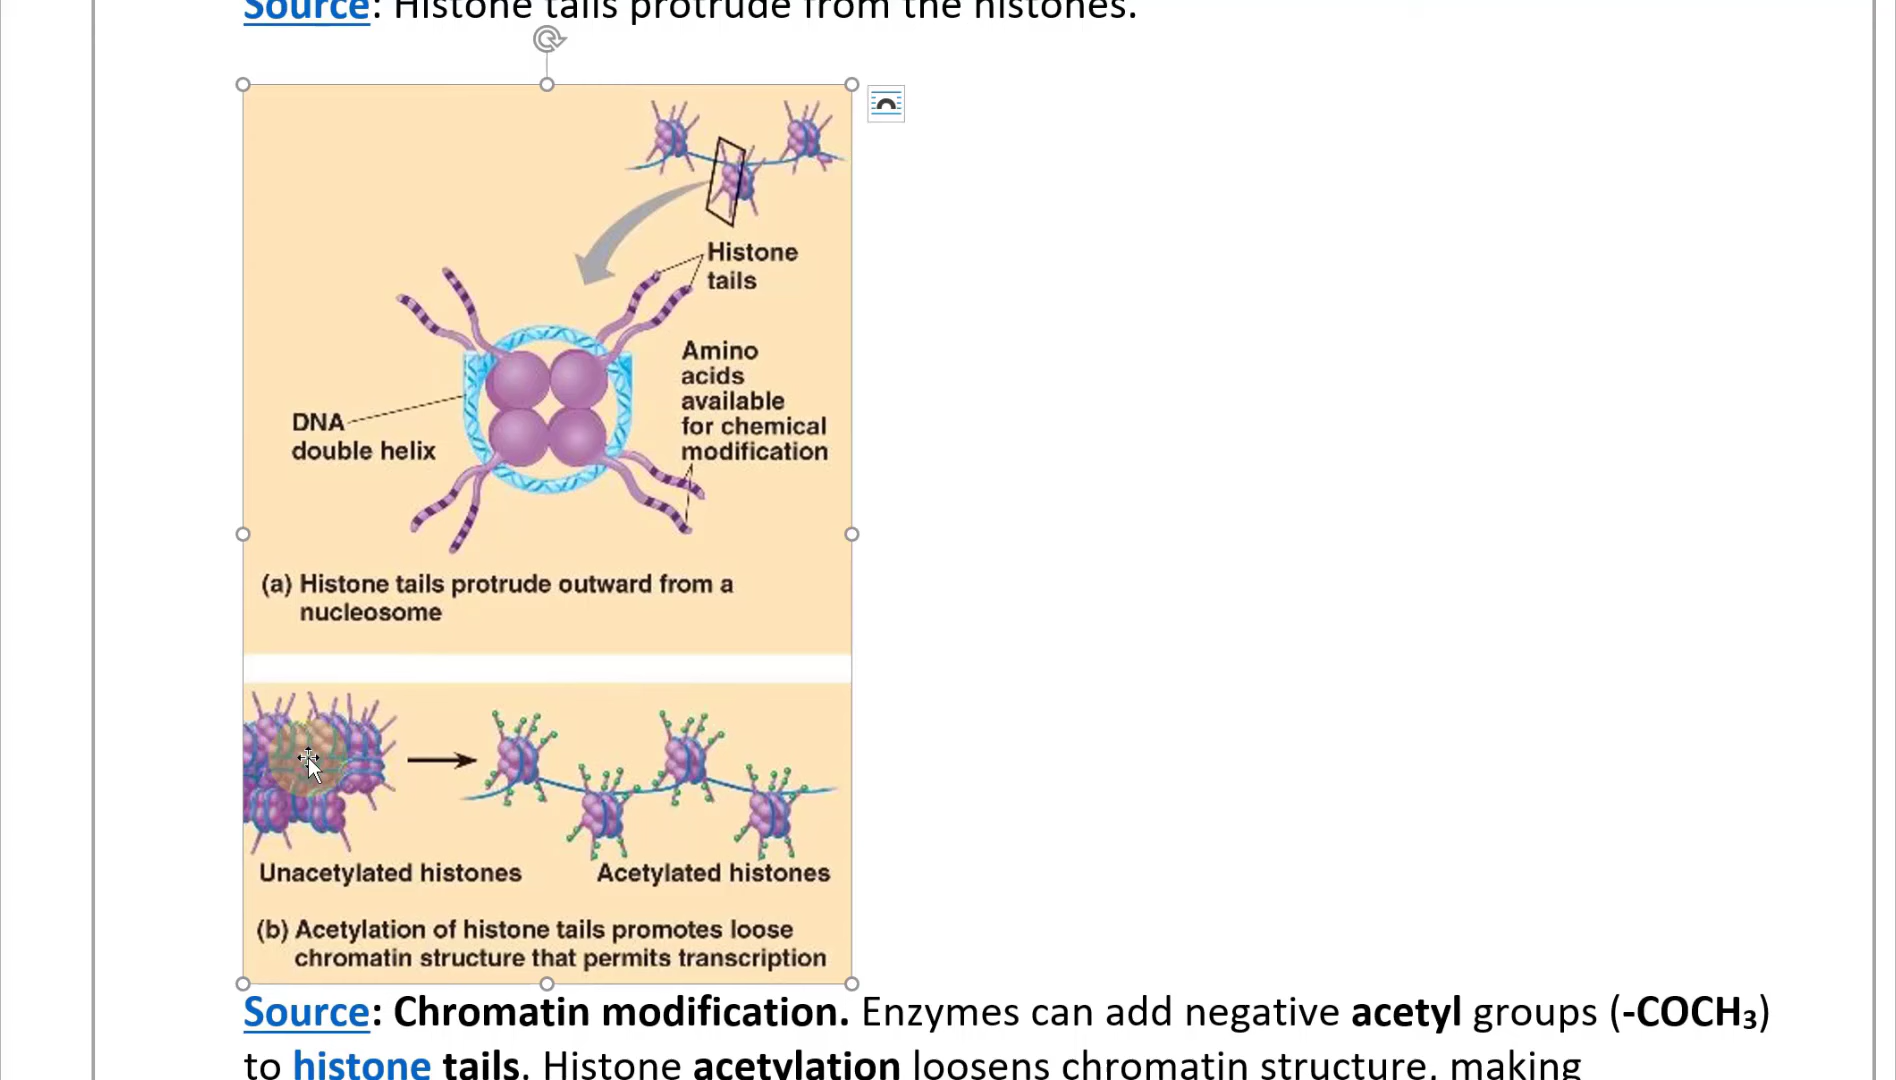 Source: Histone tails protrude from the histones.
Histone
tails
Amino
acids
available
for chemical
modification
DNA
double helix
(a) Histone tails protrude outward from a
nucleosome
Unacetylated histones
Acetylated histones
(b) Acetylation of histone tails promotes loose
chromatin structure that permits transcription
Source: Chromatin modification. Enzymes can add negative acetyl groups (-COCH₃)
to histone tails. Histone acetylation loosens chromatin structure, making